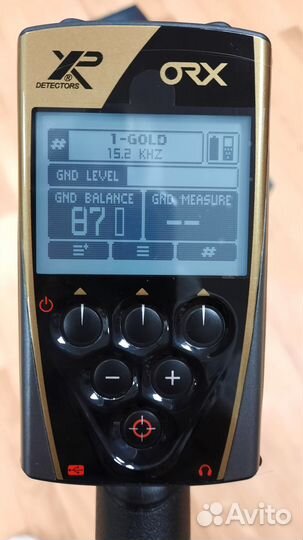 XP ORX
®
DETECTORS
# 1-GOLD
15.2 KHZ
GND LEVEL
GND BALANCE GND MEASURE
87 --
#
- +
Avito